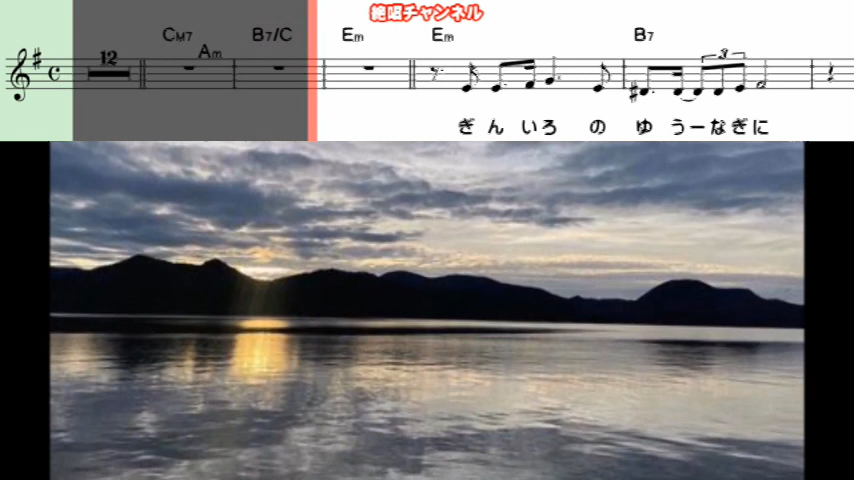 絶唱チャンネル
CM7 Am B7/C Em Em B7
12
3
ぎ ん い ろ の ゆ う ー な ぎ に